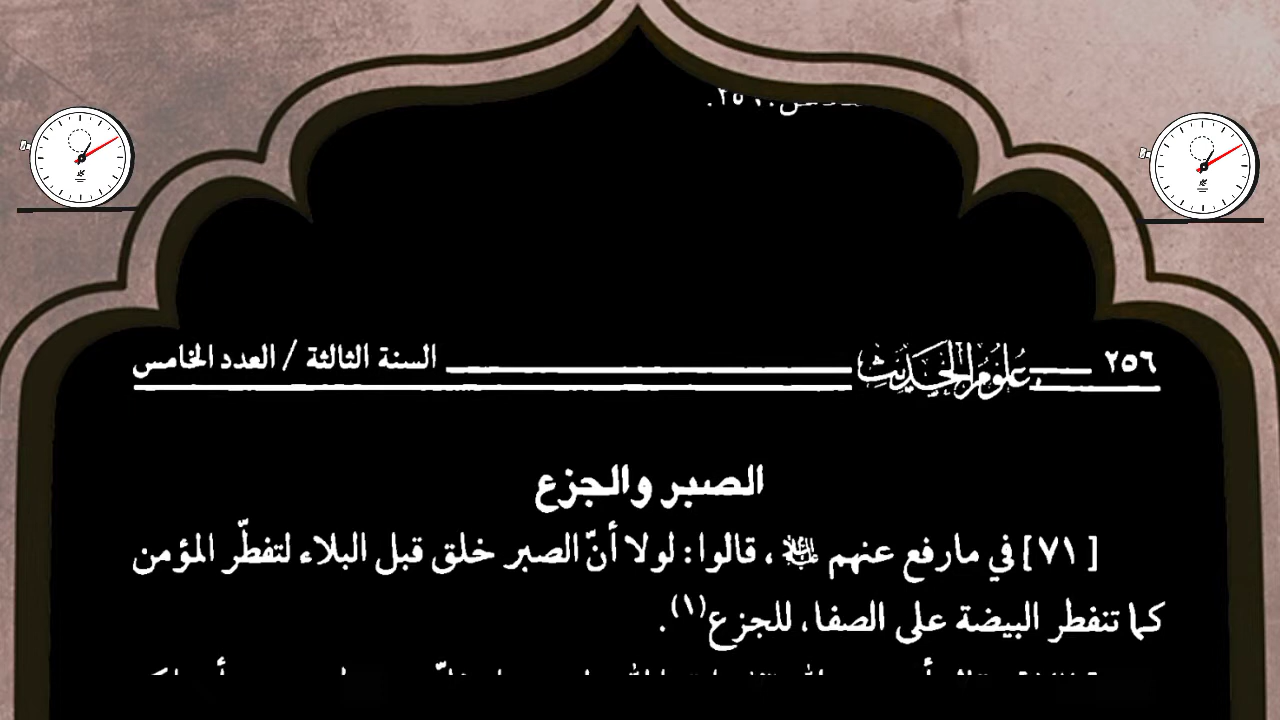 ٢٥٦ علوم الحديث السنة الثالثة / العدد الخامس
الصبر والجزع
[٧١] في مارفع عنهم ﷺ، قالوا: لولا أنّ الصبر خلق قبل البلاء لتفطّر المؤمن
كما تنفطر البيضة على الصفا، للجزع(١).